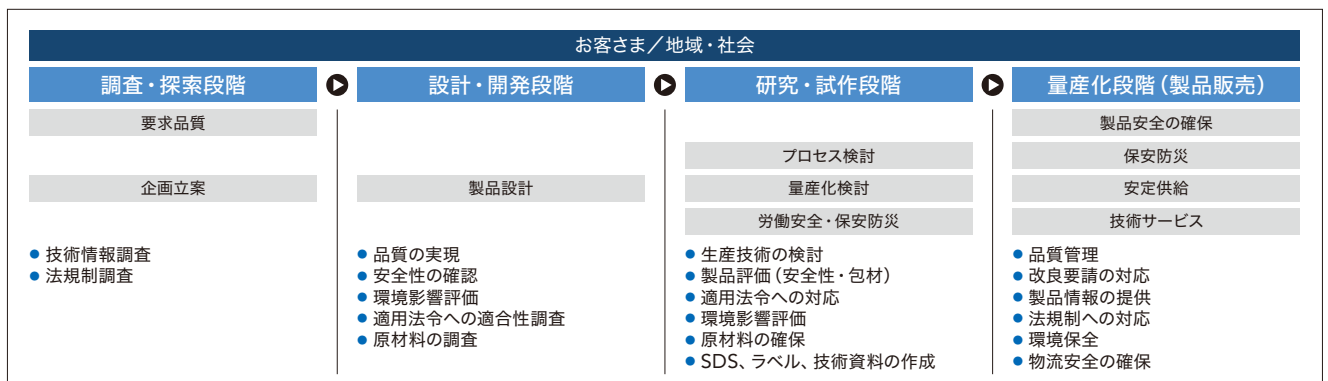 お客さま／地域・社会
調査・探索段階
要求品質
企画立案
● 技術情報調査
● 法規制調査
設計・開発段階
製品設計
● 品質の実現
● 安全性の確認
● 環境影響評価
● 適用法令への適合性調査
● 原材料の調査
研究・試作段階
プロセス検討
量産化検討
労働安全・保安防災
● 生産技術の検討
● 製品評価（安全性・包材）
● 適用法令への対応
● 環境影響評価
● 原材料の確保
● SDS、ラベル、技術資料の作成
量産化段階（製品販売）
製品安全の確保
保安防災
安定供給
技術サービス
● 品質管理
● 改良要請の対応
● 製品情報の提供
● 法規制への対応
● 環境保全
● 物流安全の確保